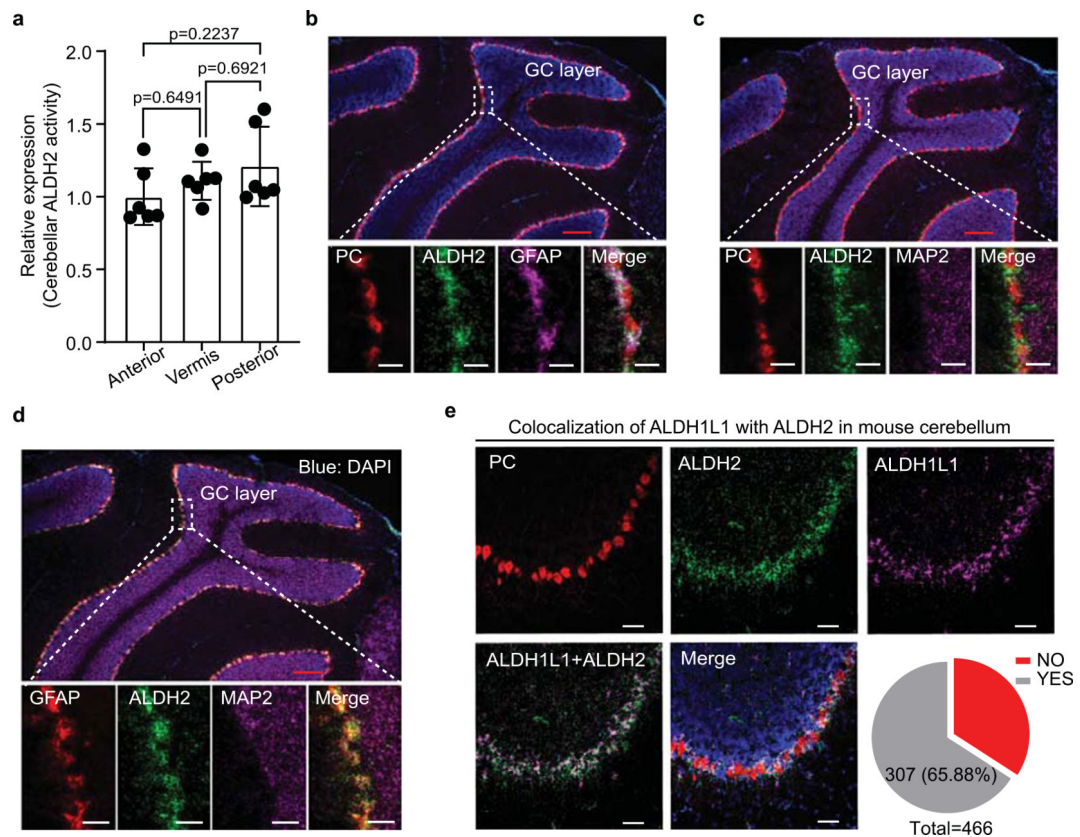 a
Relative expression
(Cerebellar ALDH2 activity)
2.0
1.5
1.0
0.5
0.0
p=0.2237
p=0.6921
p=0.6491
Anterior
Vermis
Posterior
b
GC layer
PC
ALDH2
GFAP
Merge
c
GC layer
PC
ALDH2
MAP2
Merge
d
Blue: DAPI
GC layer
GFAP
ALDH2
MAP2
Merge
e
Colocalization of ALDH1L1 with ALDH2 in mouse cerebellum
PC
ALDH2
ALDH1L1
ALDH1L1+ALDH2
Merge
NO
YES
307 (65.88%)
Total=466